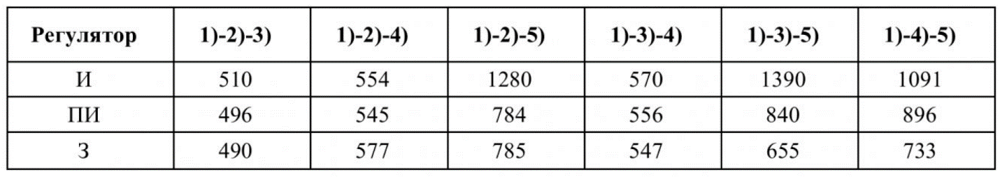 Регулятор 1)-2)-3) 1)-2)-4) 1)-2)-5) 1)-3)-4) 1)-3)-5) 1)-4)-5)
И 510 554 1280 570 1390 1091
ПИ 496 545 784 556 840 896
З 490 577 785 547 655 733